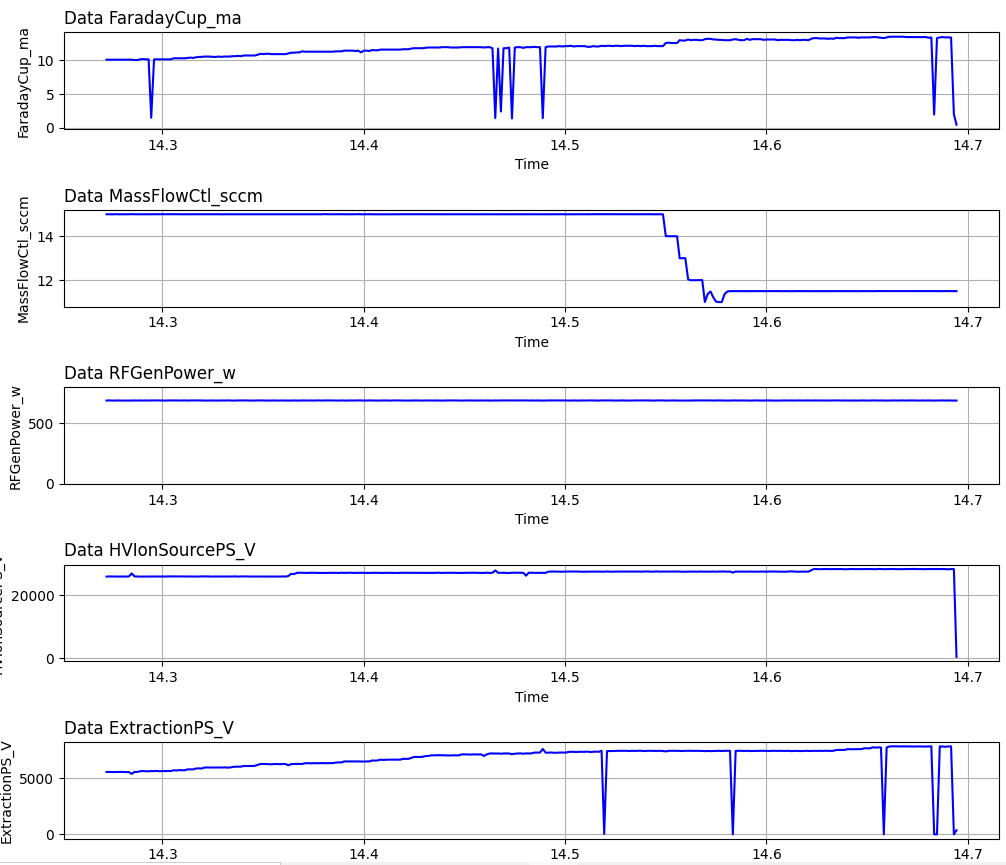 Data FaradayCup_ma
FaradayCup_ma
10
5
0
14.3 14.4 14.5 14.6 14.7
Time
Data MassFlowCtl_sccm
MassFlowCtl_sccm
14
12
14.3 14.4 14.5 14.6 14.7
Time
Data RFGenPower_w
RFGenPower_w
500
0
14.3 14.4 14.5 14.6 14.7
Time
Data HVIonSourcePS_V
20000
0
14.3 14.4 14.5 14.6 14.7
Time
Data ExtractionPS_V
ExtractionPS_V
5000
0
14.3 14.4 14.5 14.6 14.7